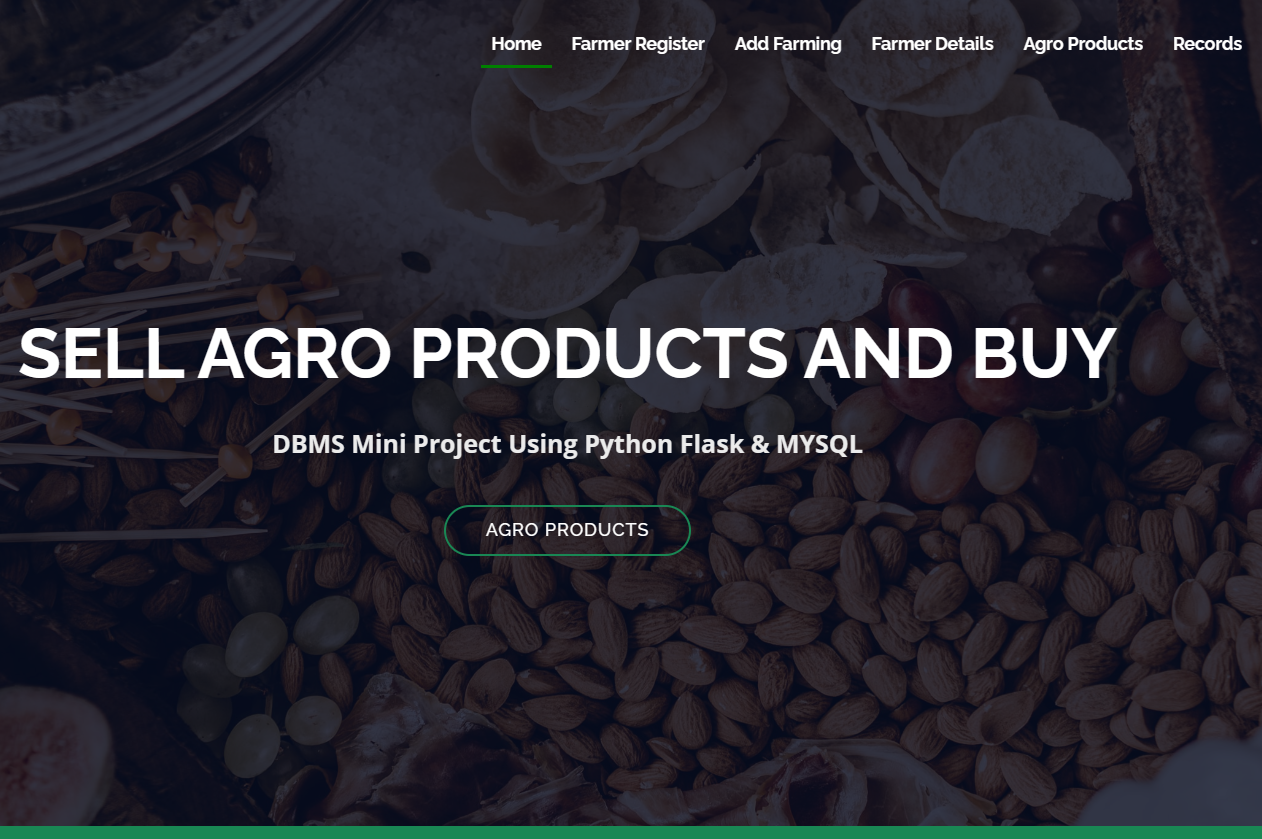 Home Farmer Register Add Farming Farmer Details Agro Products Records
SELL AGRO PRODUCTS AND BUY
DBMS Mini Project Using Python Flask & MYSQL
AGRO PRODUCTS